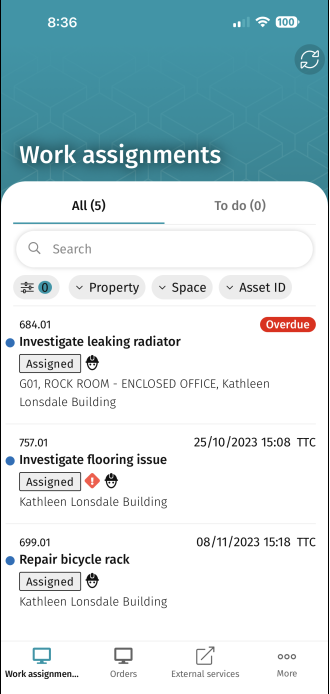 8:36
100
Work assignments
All (5)
To do (0)
Search
0
Property
Space
Asset ID
684.01
Overdue
Investigate leaking radiator
Assigned
G01, ROCK ROOM - ENCLOSED OFFICE, Kathleen
Lonsdale Building
757.01
25/10/2023 15:08 TTC
Investigate flooring issue
Assigned
Kathleen Lonsdale Building
699.01
08/11/2023 15:18 TTC
Repair bicycle rack
Assigned
Kathleen Lonsdale Building
Work assignmen...
Orders
External services
More